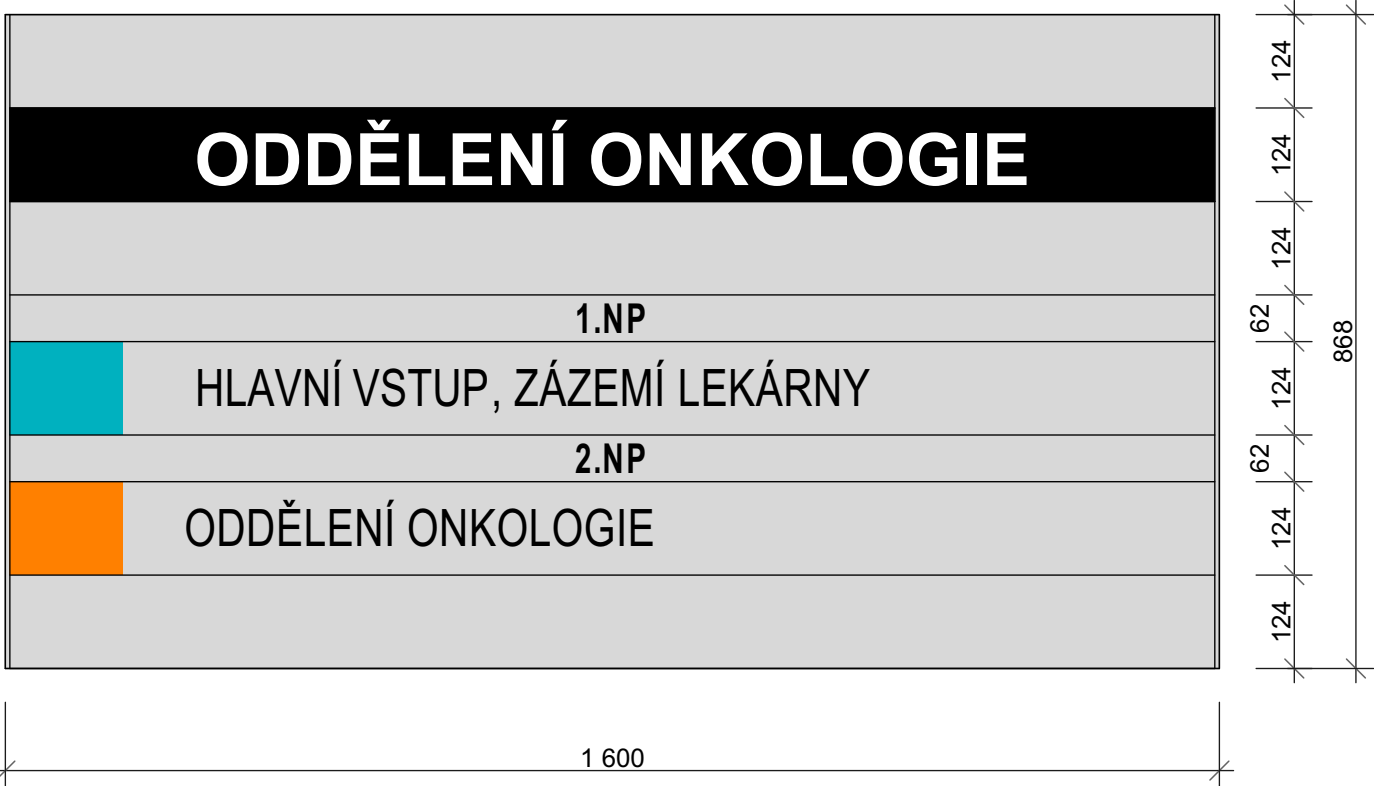 ODDĚLENÍ ONKOLOGIE
1.NP
HLAVNÍ VSTUP, ZÁZEMÍ LEKÁRNY
2.NP
ODDĚLENÍ ONKOLOGIE
124
124
124
62
124
62
124
124
868
1 600